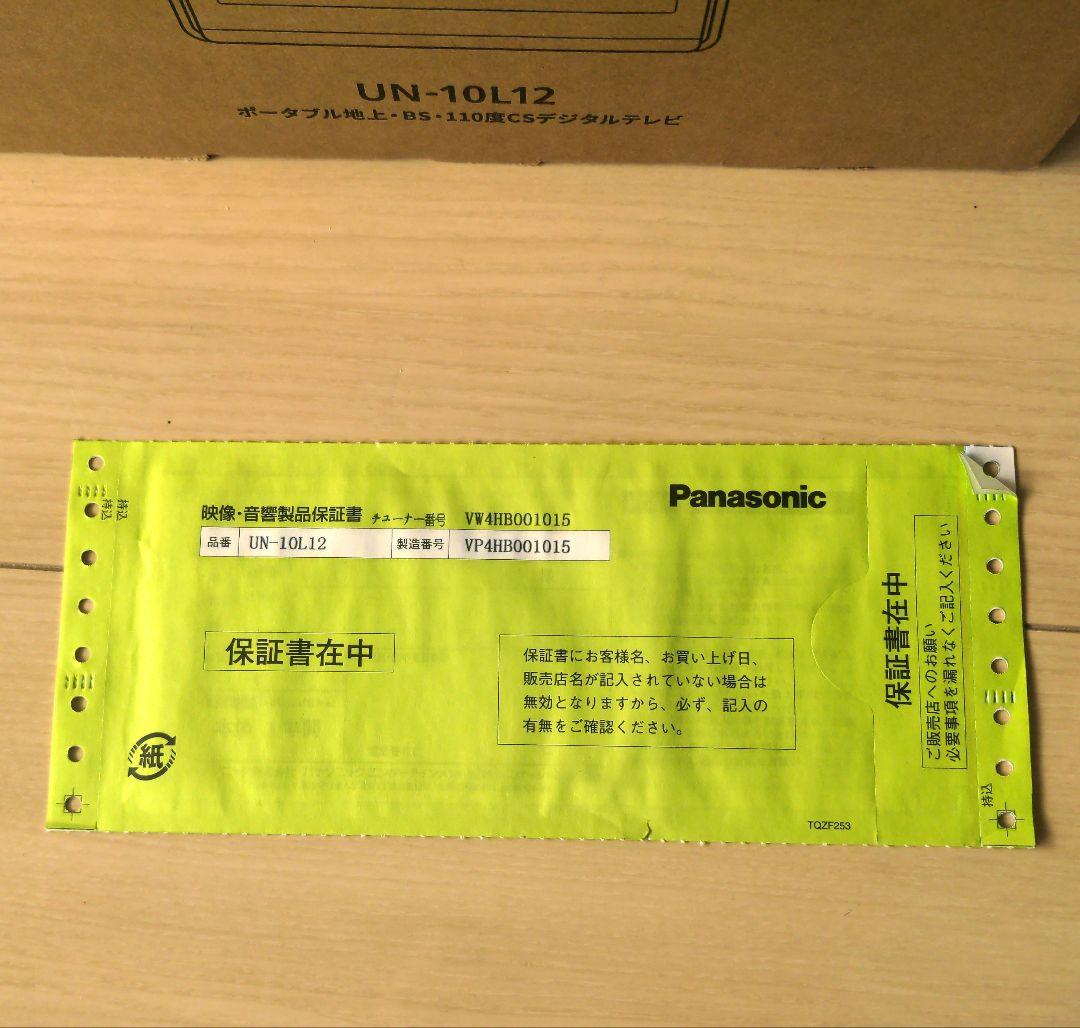 UN-10L12
ポータブル地上・BS・110度CSデジタルテレビ
Panasonic
映像・音響製品保証書 チューナー番号 VW4HB001015
品番 UN-10L12 製造番号 VP4HB001015
保証書在中
保証書にお客様名、お買い上げ日、
販売店名が記入されていない場合は
無効となりますから、必ず、記入の
有無をご確認ください。
紙
TQZF253
保証書在中
ご販売店へのお願い
必要事項を漏れなくご記入ください
持込
持込
持込